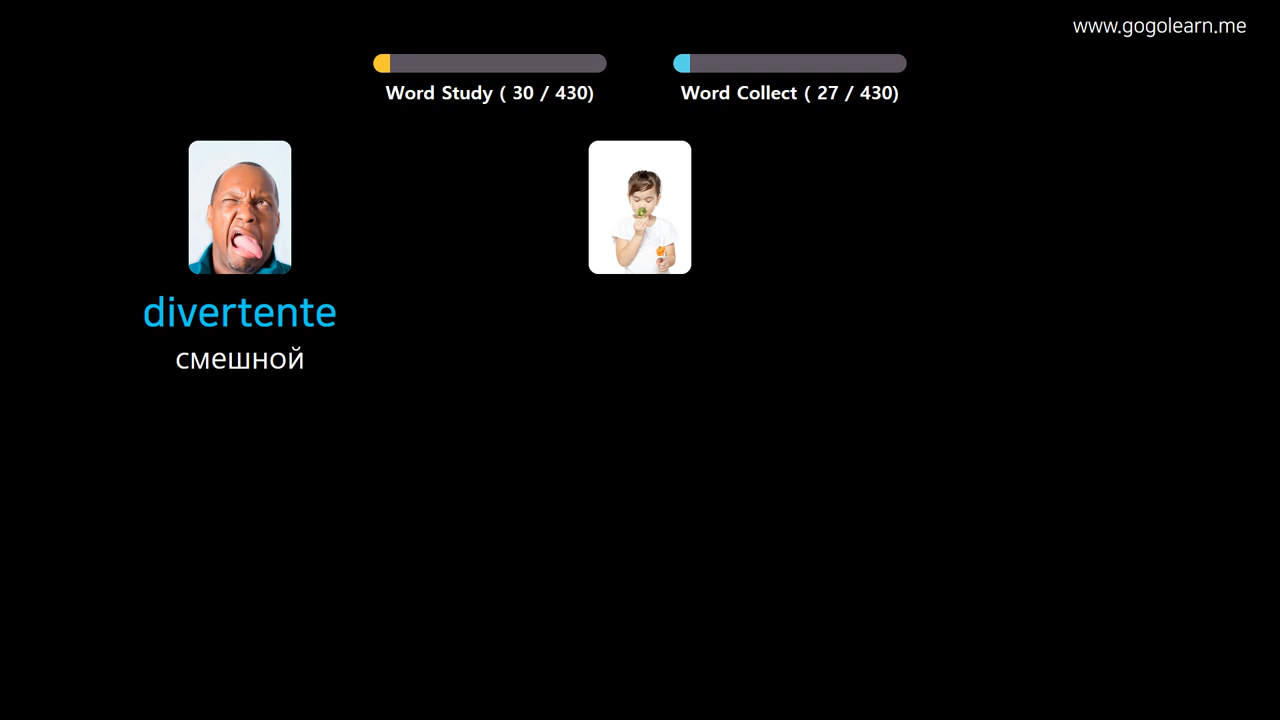 www.gogolearn.me
Word Study ( 30 / 430)
Word Collect ( 27 / 430)
divertente
смешной